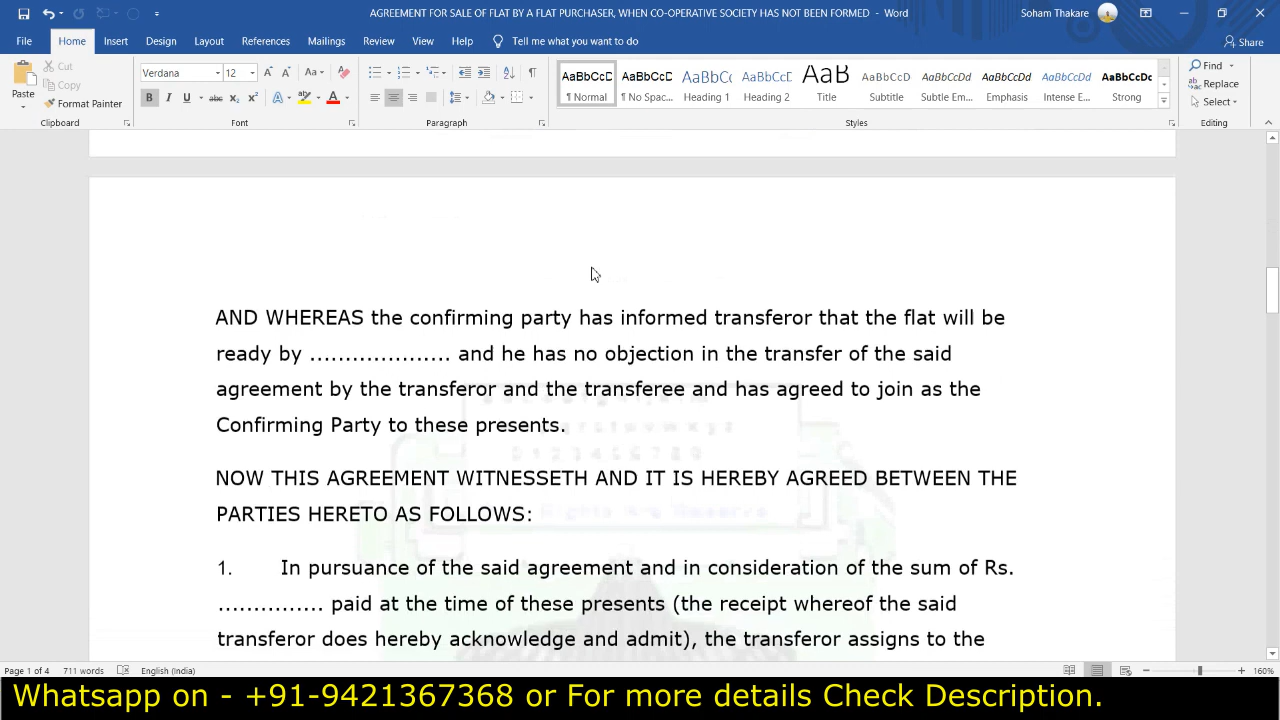 AGREEMENT FOR SALE OF FLAT BY A FLAT PURCHASER, WHEN CO-OPERATIVE SOCIETY HAS NOT BEEN FORMED - Word
Soham Thakare
File Home Insert Design Layout References Mailings Review View Help Tell me what you want to do
Share
Paste
Cut
Copy
Format Painter
Verdana 12
AaBbCcD AaBbCcD AaBbC AaBbCcD AaB AaBbCcD AaBbCcDd AaBbCcDd AaBbCcDd AaBbCcDc
¶ Normal ¶ No Spac... Heading 1 Heading 2 Title Subtitle Subtle Em... Emphasis Intense E... Strong
Find
Replace
Select
Clipboard Font Paragraph Styles Editing
AND WHEREAS the confirming party has informed transferor that the flat will be
ready by .................... and he has no objection in the transfer of the said
agreement by the transferor and the transferee and has agreed to join as the
Confirming Party to these presents.
NOW THIS AGREEMENT WITNESSETH AND IT IS HEREBY AGREED BETWEEN THE
PARTIES HERETO AS FOLLOWS:
1. In pursuance of the said agreement and in consideration of the sum of Rs.
............... paid at the time of these presents (the receipt whereof the said
transferor does hereby acknowledge and admit), the transferor assigns to the
Page 1 of 4 711 words English (India) 160%
Whatsapp on - +91-9421367368 or For more details Check Description.